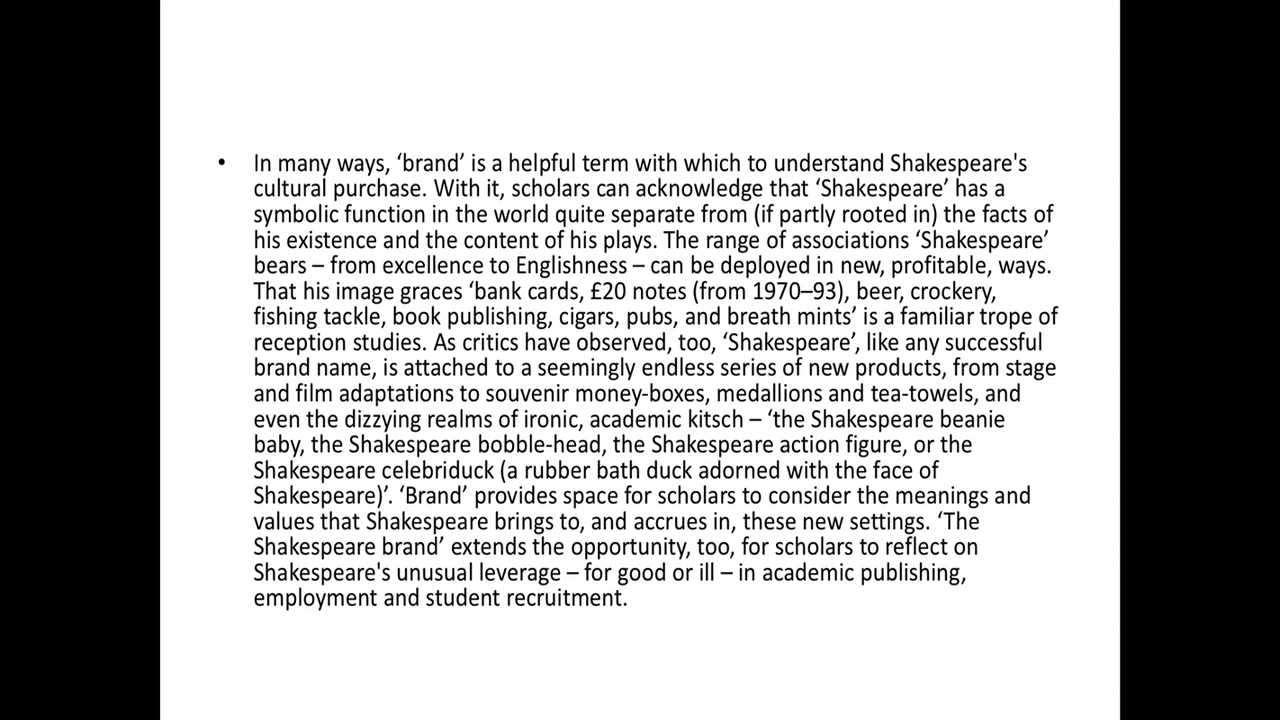 • In many ways, ‘brand’ is a helpful term with which to understand Shakespeare's
cultural purchase. With it, scholars can acknowledge that ‘Shakespeare’ has a
symbolic function in the world quite separate from (if partly rooted in) the facts of
his existence and the content of his plays. The range of associations ‘Shakespeare’
bears – from excellence to Englishness – can be deployed in new, profitable, ways.
That his image graces ‘bank cards, £20 notes (from 1970–93), beer, crockery,
fishing tackle, book publishing, cigars, pubs, and breath mints’ is a familiar trope of
reception studies. As critics have observed, too, ‘Shakespeare’, like any successful
brand name, is attached to a seemingly endless series of new products, from stage
and film adaptations to souvenir money-boxes, medallions and tea-towels, and
even the dizzying realms of ironic, academic kitsch – ‘the Shakespeare beanie
baby, the Shakespeare bobble-head, the Shakespeare action figure, or the
Shakespeare celebriduck (a rubber bath duck adorned with the face of
Shakespeare)’. ‘Brand’ provides space for scholars to consider the meanings and
values that Shakespeare brings to, and accrues in, these new settings. ‘The
Shakespeare brand’ extends the opportunity, too, for scholars to reflect on
Shakespeare's unusual leverage – for good or ill – in academic publishing,
employment and student recruitment.